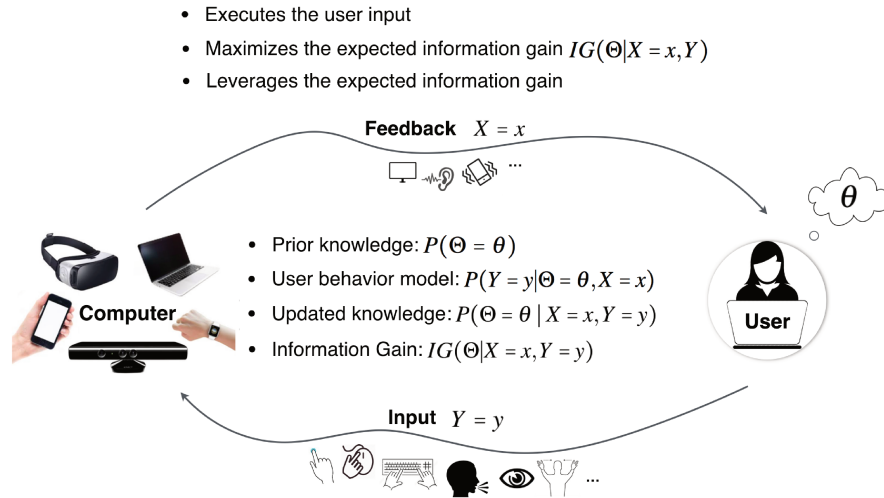 • Executes the user input
• Maximizes the expected information gain IG(Θ|X = x,Y)
• Leverages the expected information gain
Feedback X = x
...
θ
• Prior knowledge: P(Θ = θ)
• User behavior model: P(Y = y|Θ = θ,X = x)
Computer
• Updated knowledge: P(Θ = θ | X = x,Y = y)
User
• Information Gain: IG(Θ|X = x,Y = y)
Input Y = y
...